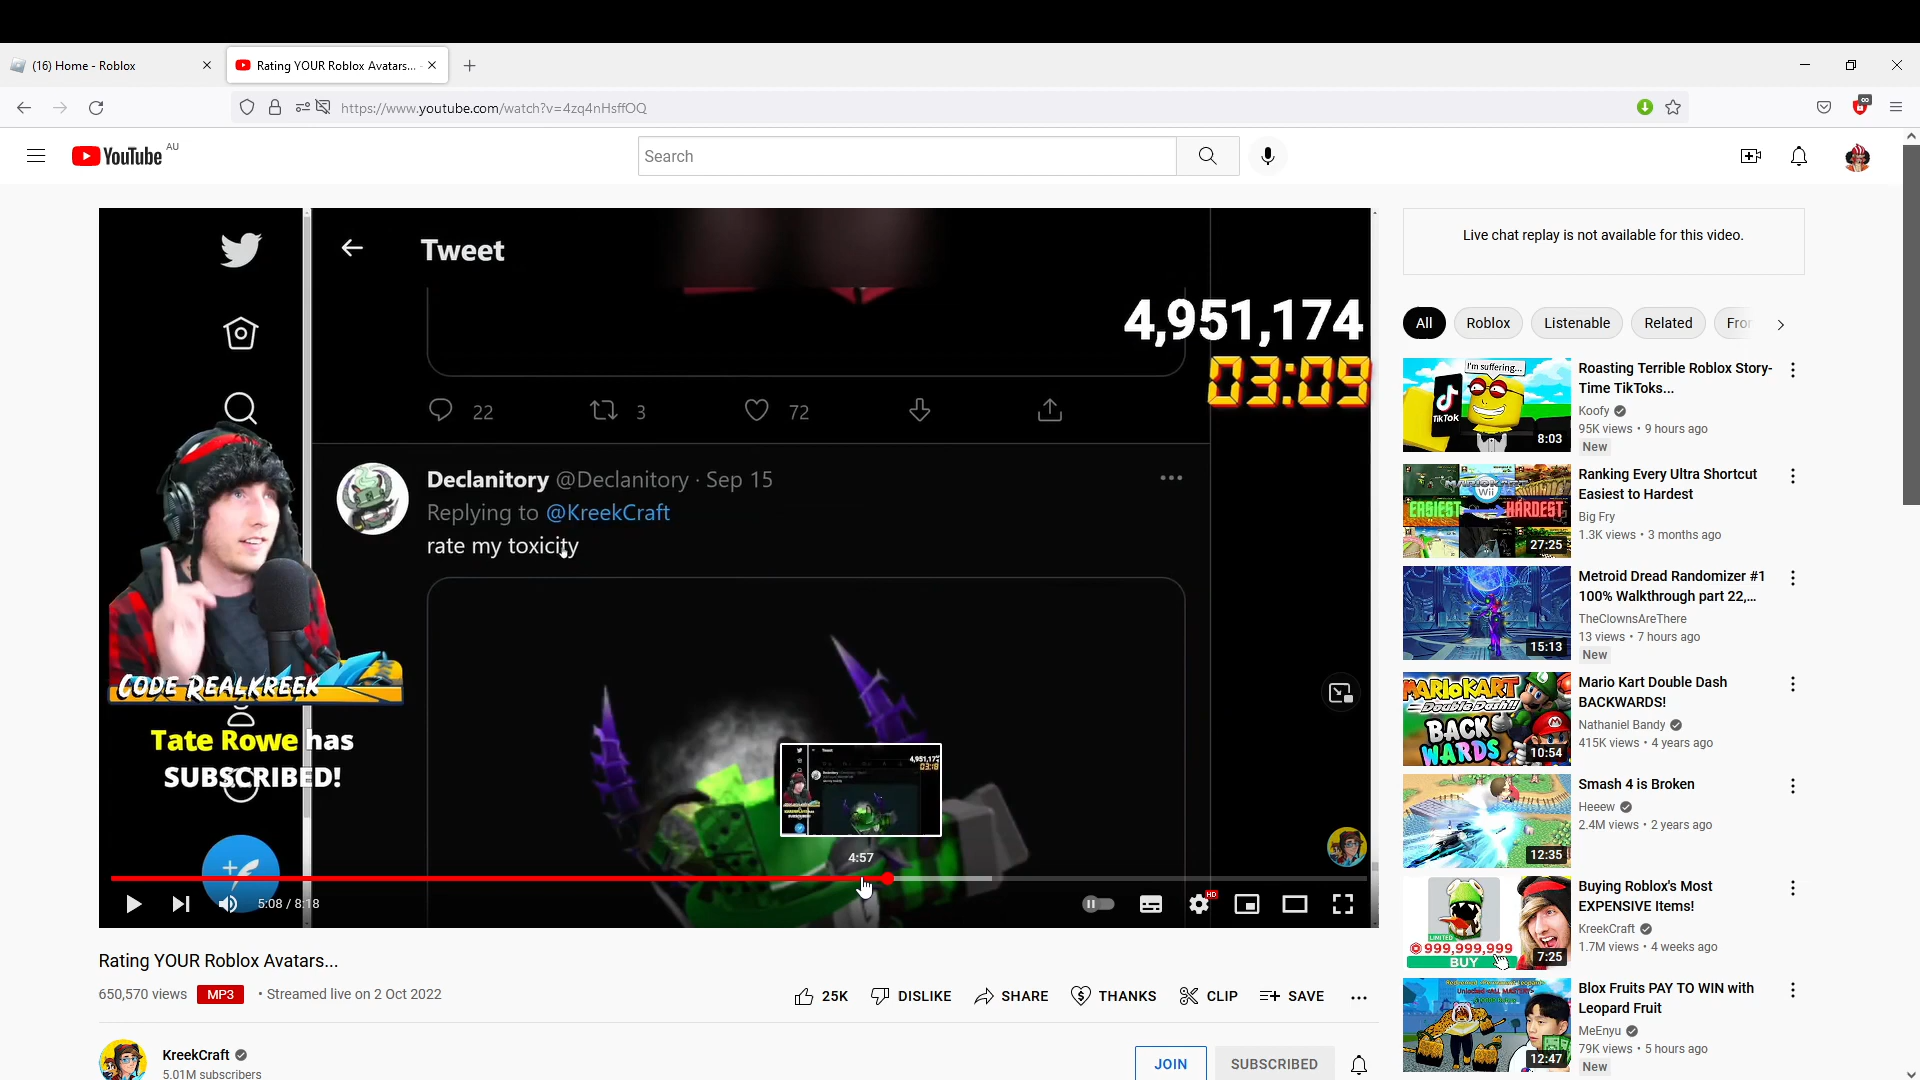 (16) Home - Roblox
Rating YOUR Roblox Avatars...
https://www.youtube.com/watch?v=4zq4nHsffOQ
YouTube AU
Search
Tweet
4,951,174
03:09
22 3 72
Declanitory @Declanitory · Sep 15
Replying to @KreekCraft
rate my toxicity
CODE REALKREEK
Tate Rowe has
SUBSCRIBED!
4:57
5:08 / 8:18
HD
Rating YOUR Roblox Avatars...
650,570 views MP3 • Streamed live on 2 Oct 2022
25K DISLIKE SHARE THANKS CLIP SAVE
KreekCraft
5.01M subscribers
JOIN SUBSCRIBED
Live chat replay is not available for this video.
All Roblox Listenable Related Fro
I'm suffering...
TikTok
8:03
Roasting Terrible Roblox Story-
Time TikToks...
Koofy
95K views • 9 hours ago
New
MARIOKART
Wii
EASIEST HARDEST
27:25
Ranking Every Ultra Shortcut
Easiest to Hardest
Big Fry
1.3K views • 3 months ago
15:13
Metroid Dread Randomizer #1
100% Walkthrough part 22,...
TheClownsAreThere
13 views • 7 hours ago
New
MARIOKART
Double Dash!!
BACK
WARDS!
10:54
Mario Kart Double Dash
BACKWARDS!
Nathaniel Bandy
415K views • 4 years ago
12:35
Smash 4 is Broken
Heeew
2.4M views • 2 years ago
LIMITED
999,999,999
BUY
7:25
Buying Roblox's Most
EXPENSIVE Items!
KreekCraft
1.7M views • 4 weeks ago
12:47
Blox Fruits PAY TO WIN with
Leopard Fruit
MeEnyu
79K views • 5 hours ago
New